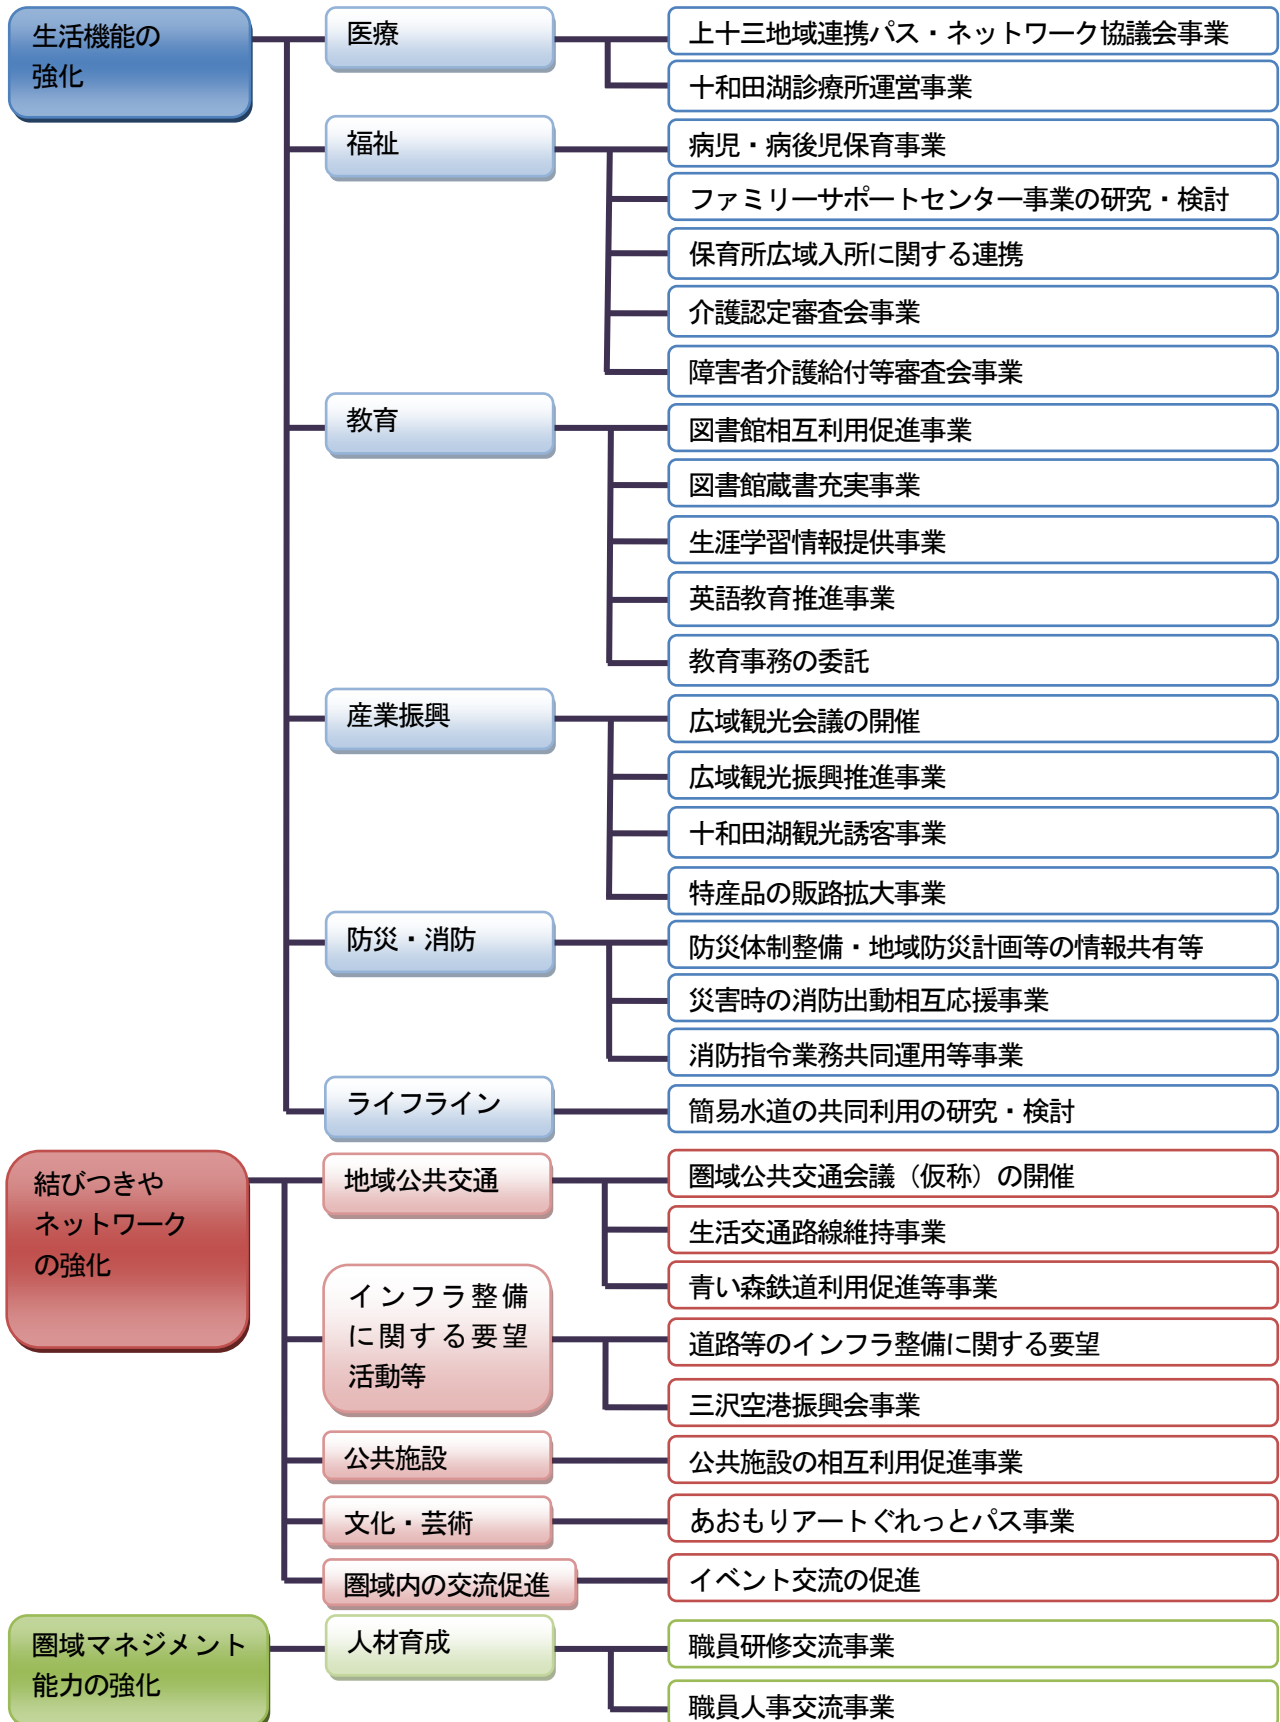 生活機能の
強化
医療
上十三地域連携パス・ネットワーク協議会事業
十和田湖診療所運営事業
福祉
病児・病後児保育事業
ファミリーサポートセンター事業の研究・検討
保育所広域入所に関する連携
介護認定審査会事業
障害者介護給付等審査会事業
教育
図書館相互利用促進事業
図書館蔵書充実事業
生涯学習情報提供事業
英語教育推進事業
教育事務の委託
産業振興
広域観光会議の開催
広域観光振興推進事業
十和田湖観光誘客事業
特産品の販路拡大事業
防災・消防
防災体制整備・地域防災計画等の情報共有等
災害時の消防出動相互応援事業
消防指令業務共同運用等事業
ライフライン
簡易水道の共同利用の研究・検討
結びつきや
ネットワーク
の強化
地域公共交通
圏域公共交通会議（仮称）の開催
生活交通路線維持事業
青い森鉄道利用促進等事業
インフラ整備
に関する要望
活動等
道路等のインフラ整備に関する要望
三沢空港振興会事業
公共施設
公共施設の相互利用促進事業
文化・芸術
あおもりアートぐれっとパス事業
圏域内の交流促進
イベント交流の促進
圏域マネジメント
能力の強化
人材育成
職員研修交流事業
職員人事交流事業